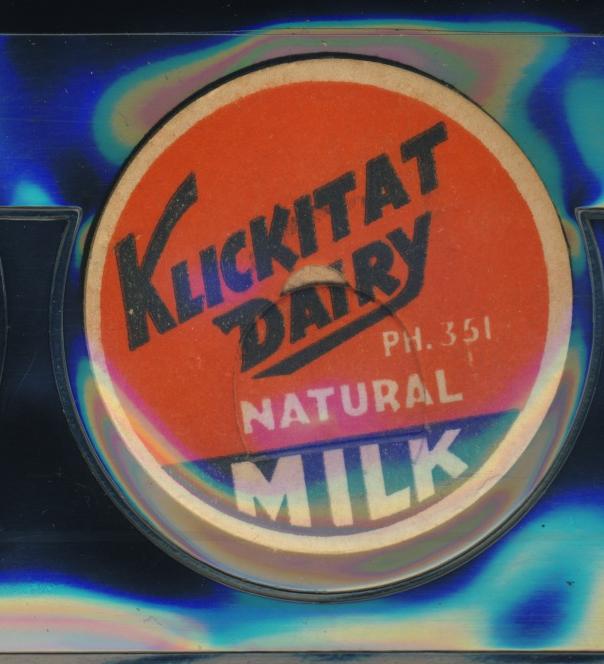 KLICKITAT
DAIRY
PH. 351
NATURAL
MILK